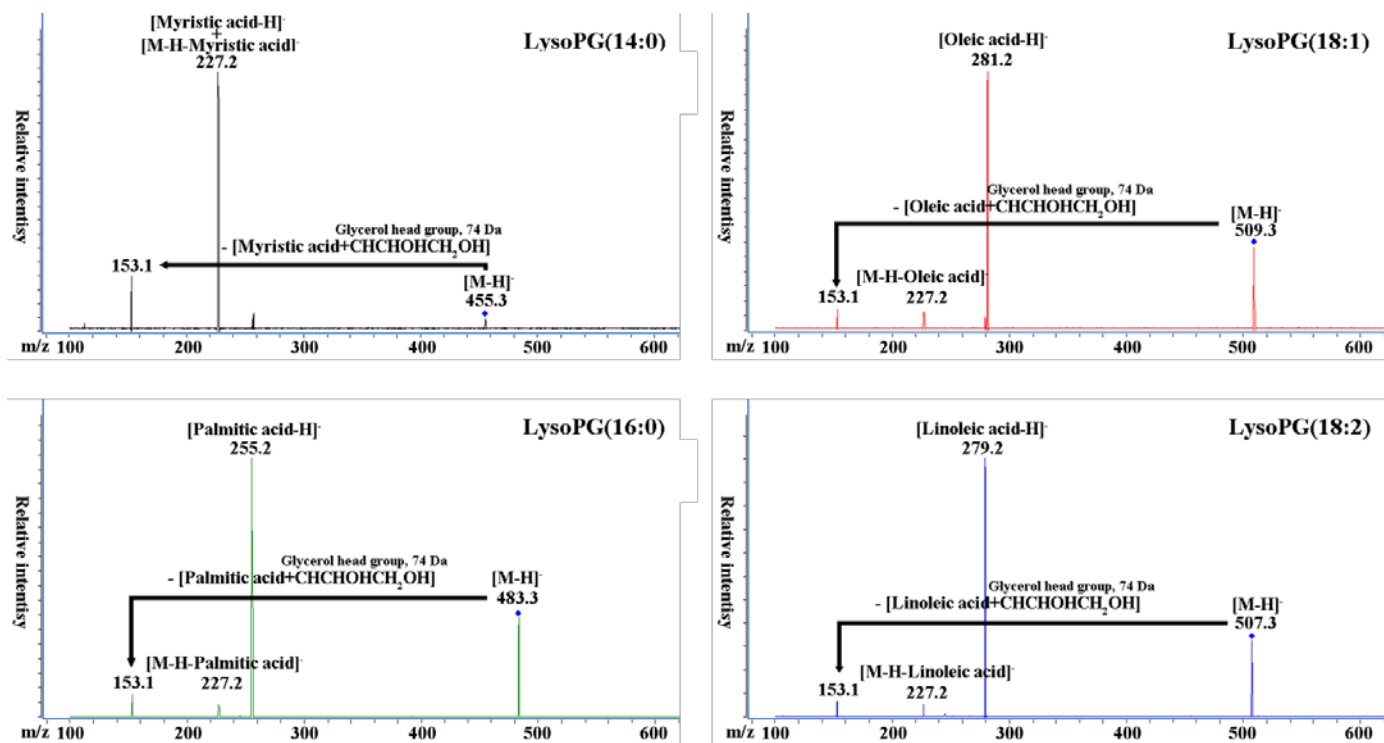 [Myristic acid-H]-
+
[M-H-Myristic acid]-
227.2
LysoPG(14:0)
Relative intentisy
Glycerol head group, 74 Da
- [Myristic acid+CHCHOHCH2OH]
153.1
[M-H]-
455.3
m/z 100 200 300 400 500 600
[Oleic acid-H]-
281.2
LysoPG(18:1)
Relative intentisy
Glycerol head group, 74 Da
- [Oleic acid+CHCHOHCH2OH]
[M-H]-
509.3
[M-H-Oleic acid]-
153.1 227.2
m/z 100 200 300 400 500 600
[Palmitic acid-H]-
255.2
LysoPG(16:0)
Relative intentisy
Glycerol head group, 74 Da
- [Palmitic acid+CHCHOHCH2OH]
[M-H]-
483.3
[M-H-Palmitic acid]-
153.1 227.2
m/z 100 200 300 400 500 600
[Linoleic acid-H]-
279.2
LysoPG(18:2)
Relative intentisy
Glycerol head group, 74 Da
- [Linoleic acid+CHCHOHCH2OH]
[M-H]-
507.3
[M-H-Linoleic acid]-
153.1 227.2
m/z 100 200 300 400 500 600